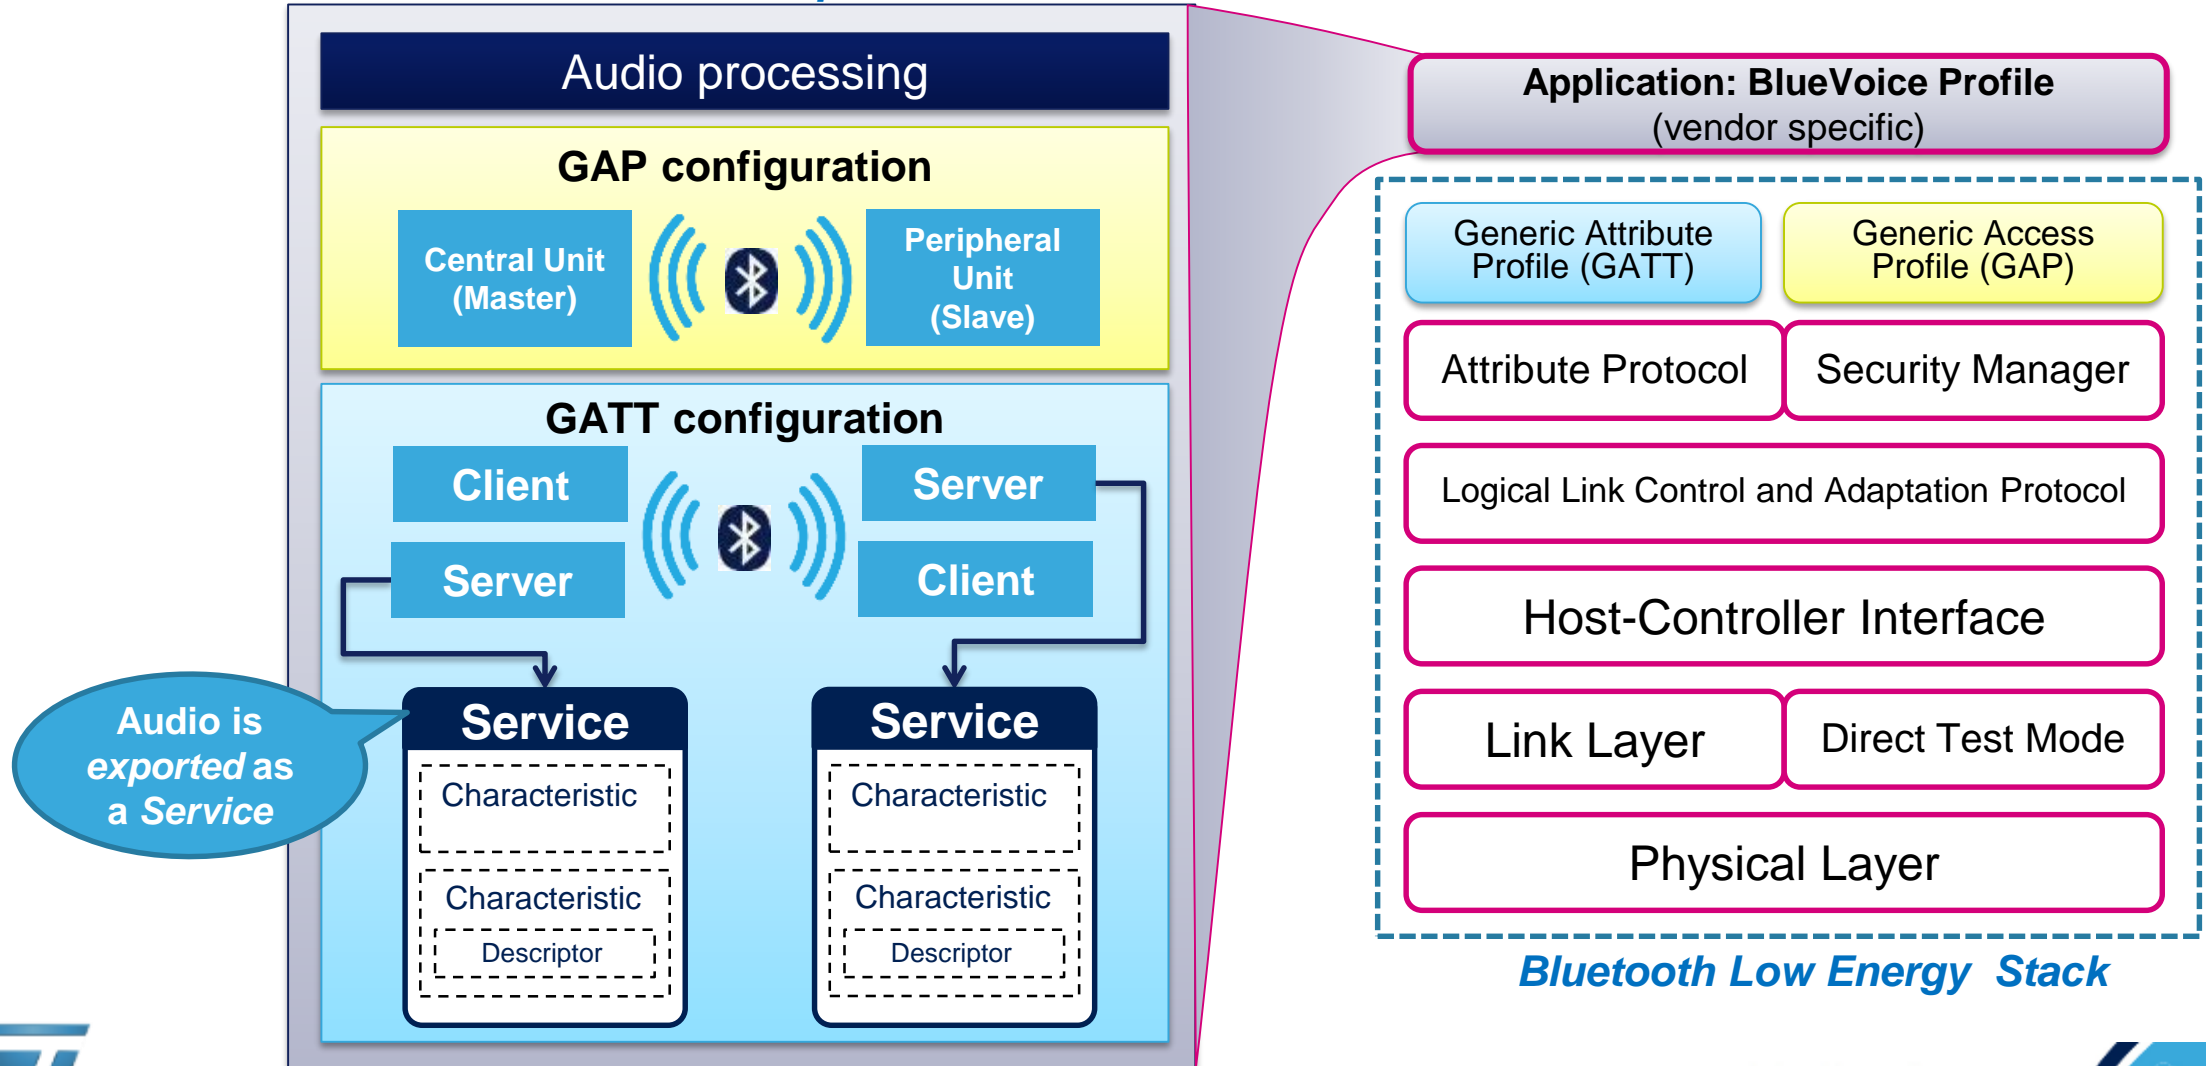 Audio processing
GAP configuration
Central Unit
(Master)
Peripheral
Unit
(Slave)
GATT configuration
Client
Server
Server
Client
Audio is
exported as
a Service
Service
Characteristic
Characteristic
Descriptor
Service
Characteristic
Characteristic
Descriptor
Application: BlueVoice Profile
(vendor specific)
Generic Attribute
Profile (GATT)
Generic Access
Profile (GAP)
Attribute Protocol
Security Manager
Logical Link Control and Adaptation Protocol
Host-Controller Interface
Link Layer
Direct Test Mode
Physical Layer
Bluetooth Low Energy Stack